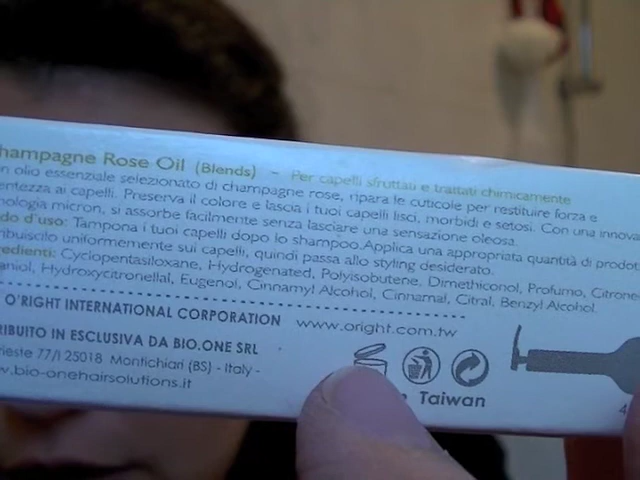 hampagne Rose Oil (Blends) - Per capelli sfruttati e trattati chimicamente
n olio essenziale selezionato di champagne rose, ripara le cuticole per restituire forza e
entezza ai capelli. Preserva il colore e lascia i tuoi capelli lisci, morbidi e setosi. Con una innova
nologia micron, si assorbe facilmente senza lasciare una sensazione oleosa.
do d'uso: Tampona i tuoi capelli dopo lo shampoo. Applica una appropriata quantità di prodot
ribuiscilo uniformemente sui capelli, quindi passa allo styling desiderato.
redienti: Cyclopentasiloxane, Hydrogenated, Polyisobutene, Dimethiconol, Profumo, Citrone
aniol, Hydroxycitronellal, Eugenol, Cinnamyl Alcohol, Cinnamal, Citral, Benzyl Alcohol.
O'RIGHT INTERNATIONAL CORPORATION www.oright.com.tw
RIBUITO IN ESCLUSIVA DA BIO.ONE SRL
rieste 77/I 25018 Montichiari (BS) - Italy -
w.bio-onehairsolutions.it
Taiwan
4